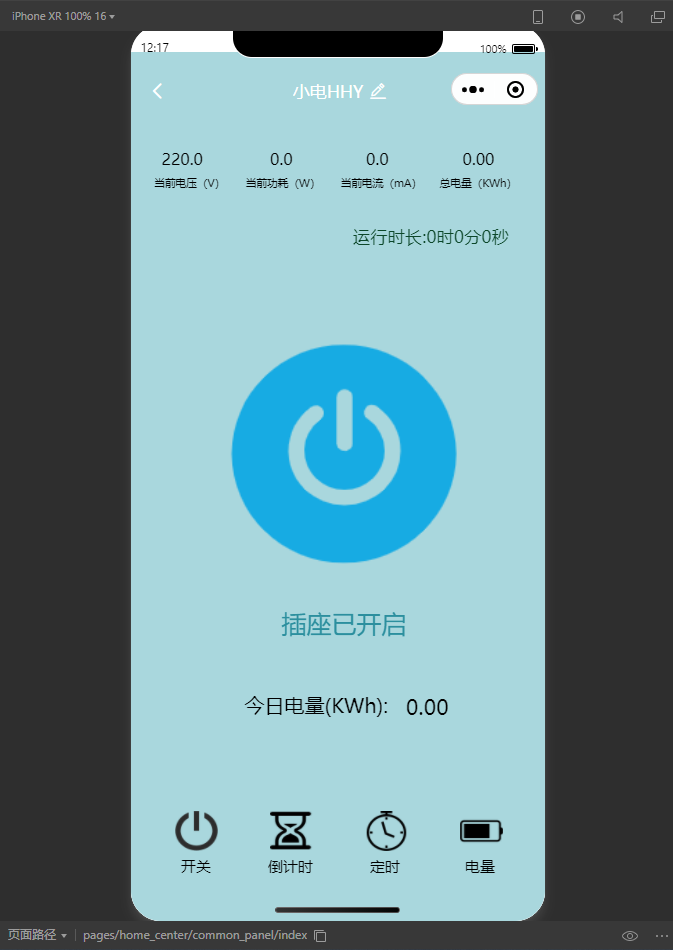 iPhone XR 100% 16
12:17
100%
小电HHY
220.0 0.0 0.0 0.00
当前电压（V） 当前功耗（W） 当前电流（mA） 总电量（KWh）
运行时长:0时0分0秒
插座已开启
今日电量(KWh): 0.00
开关 倒计时 定时 电量
页面路径 pages/home_center/common_panel/index